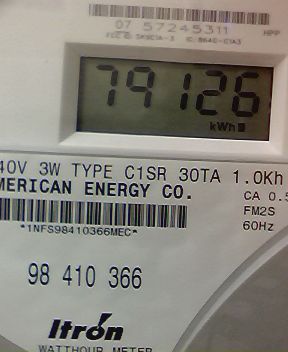 07 57245311
HPP
79126
kWh
40V 3W TYPE C1SR 30TA 1.0Kh
MERICAN ENERGY CO.
CA 0.5
FM2S
60Hz
*1NFS98410366MEC*
98 410 366
Itron
WATTHOUR METER